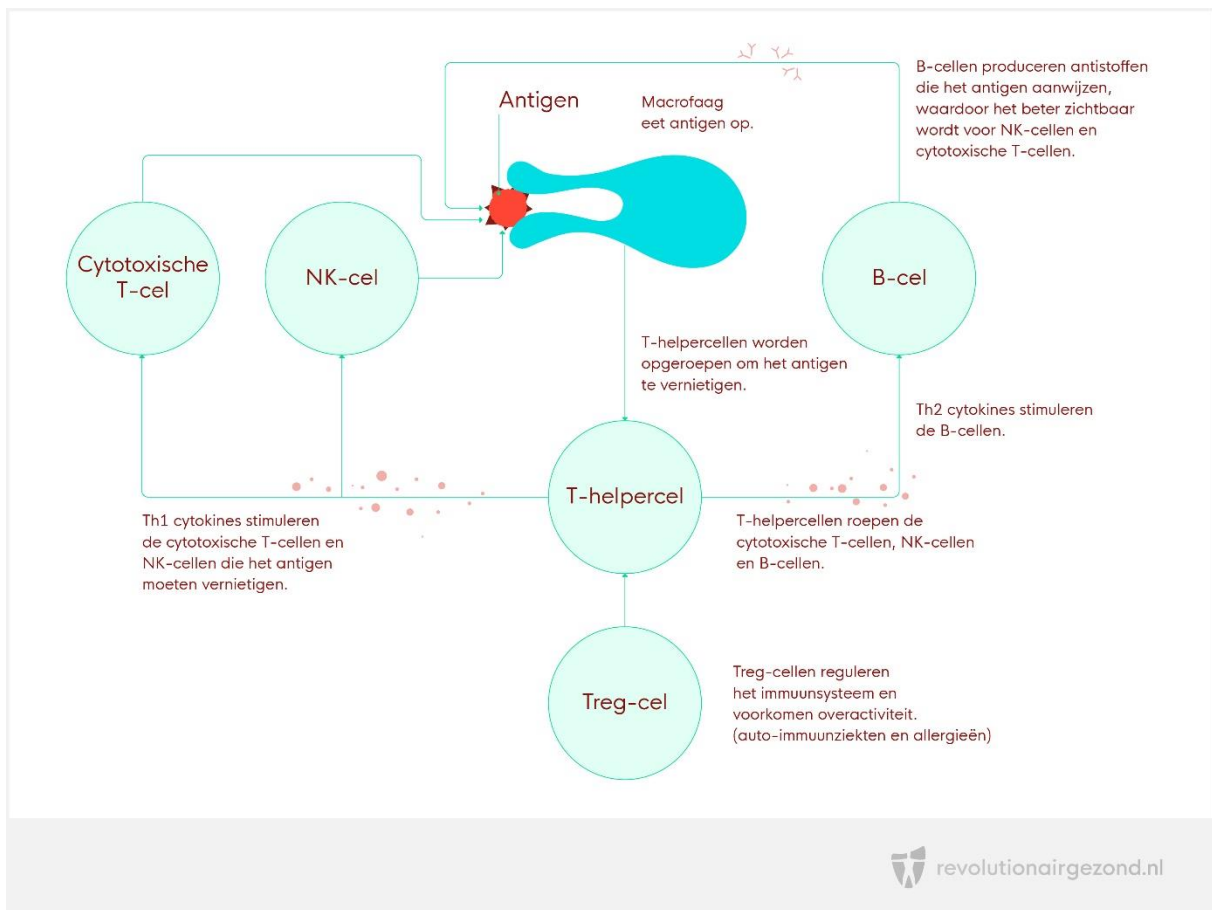 Antigen
Macrofaag
eet antigen op.
B-cellen produceren antistoffen
die het antigen aanwijzen,
waardoor het beter zichtbaar
wordt voor NK-cellen en
cytotoxische T-cellen.
Cytotoxische
T-cel
NK-cel
B-cel
T-helpercellen worden
opgeroepen om het antigen
te vernietigen.
Th2 cytokines stimuleren
de B-cellen.
T-helpercel
Th1 cytokines stimuleren
de cytotoxische T-cellen en
NK-cellen die het antigen
moeten vernietigen.
T-helpercellen roepen de
cytotoxische T-cellen, NK-cellen
en B-cellen.
Treg-cel
Treg-cellen reguleren
het immuunsysteem en
voorkomen overactiviteit.
(auto-immuunziekten en allergieën)
revolutionairgezond.nl